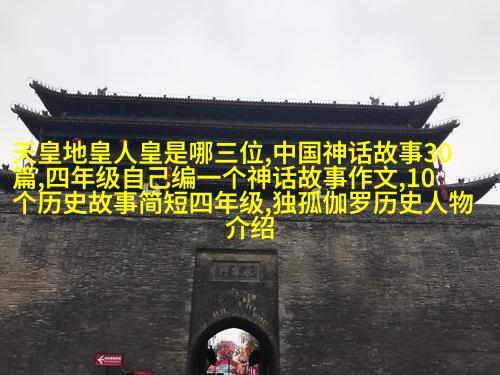 天皇地皇人皇是哪三位,中国神话故事30
篇,四年级自己编一个神话故事作文,10
个历史故事简短四年级,独孤伽罗历史人物
介绍